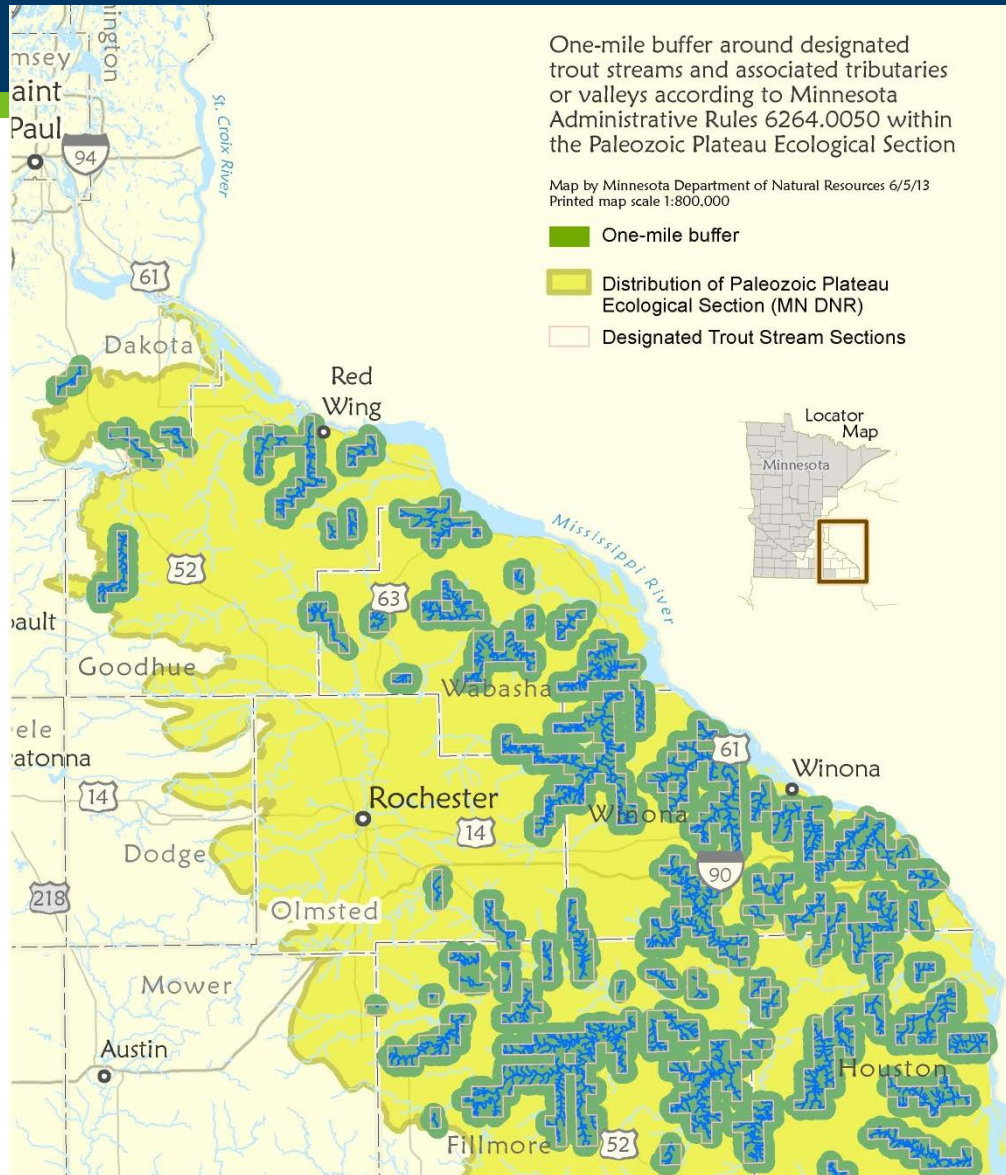 ington
msey
aint
Paul
94
St. Croix River
One-mile buffer around designated
trout streams and associated tributaries
or valleys according to Minnesota
Administrative Rules 6264.0050 within
the Paleozoic Plateau Ecological Section
Map by Minnesota Department of Natural Resources 6/5/13
Printed map scale 1:800,000
One-mile buffer
Distribution of Paleozoic Plateau
Ecological Section (MN DNR)
Designated Trout Stream Sections
61
Dakota
Red
Wing
Locator
Map
Minnesota
Mississippi River
52
63
bault
Goodhue
Wabasha
eele
atonna
61
Winona
14
Rochester
14
Winona
Dodge
90
218
Olmsted
Mower
Austin
Houston
Fillmore
52